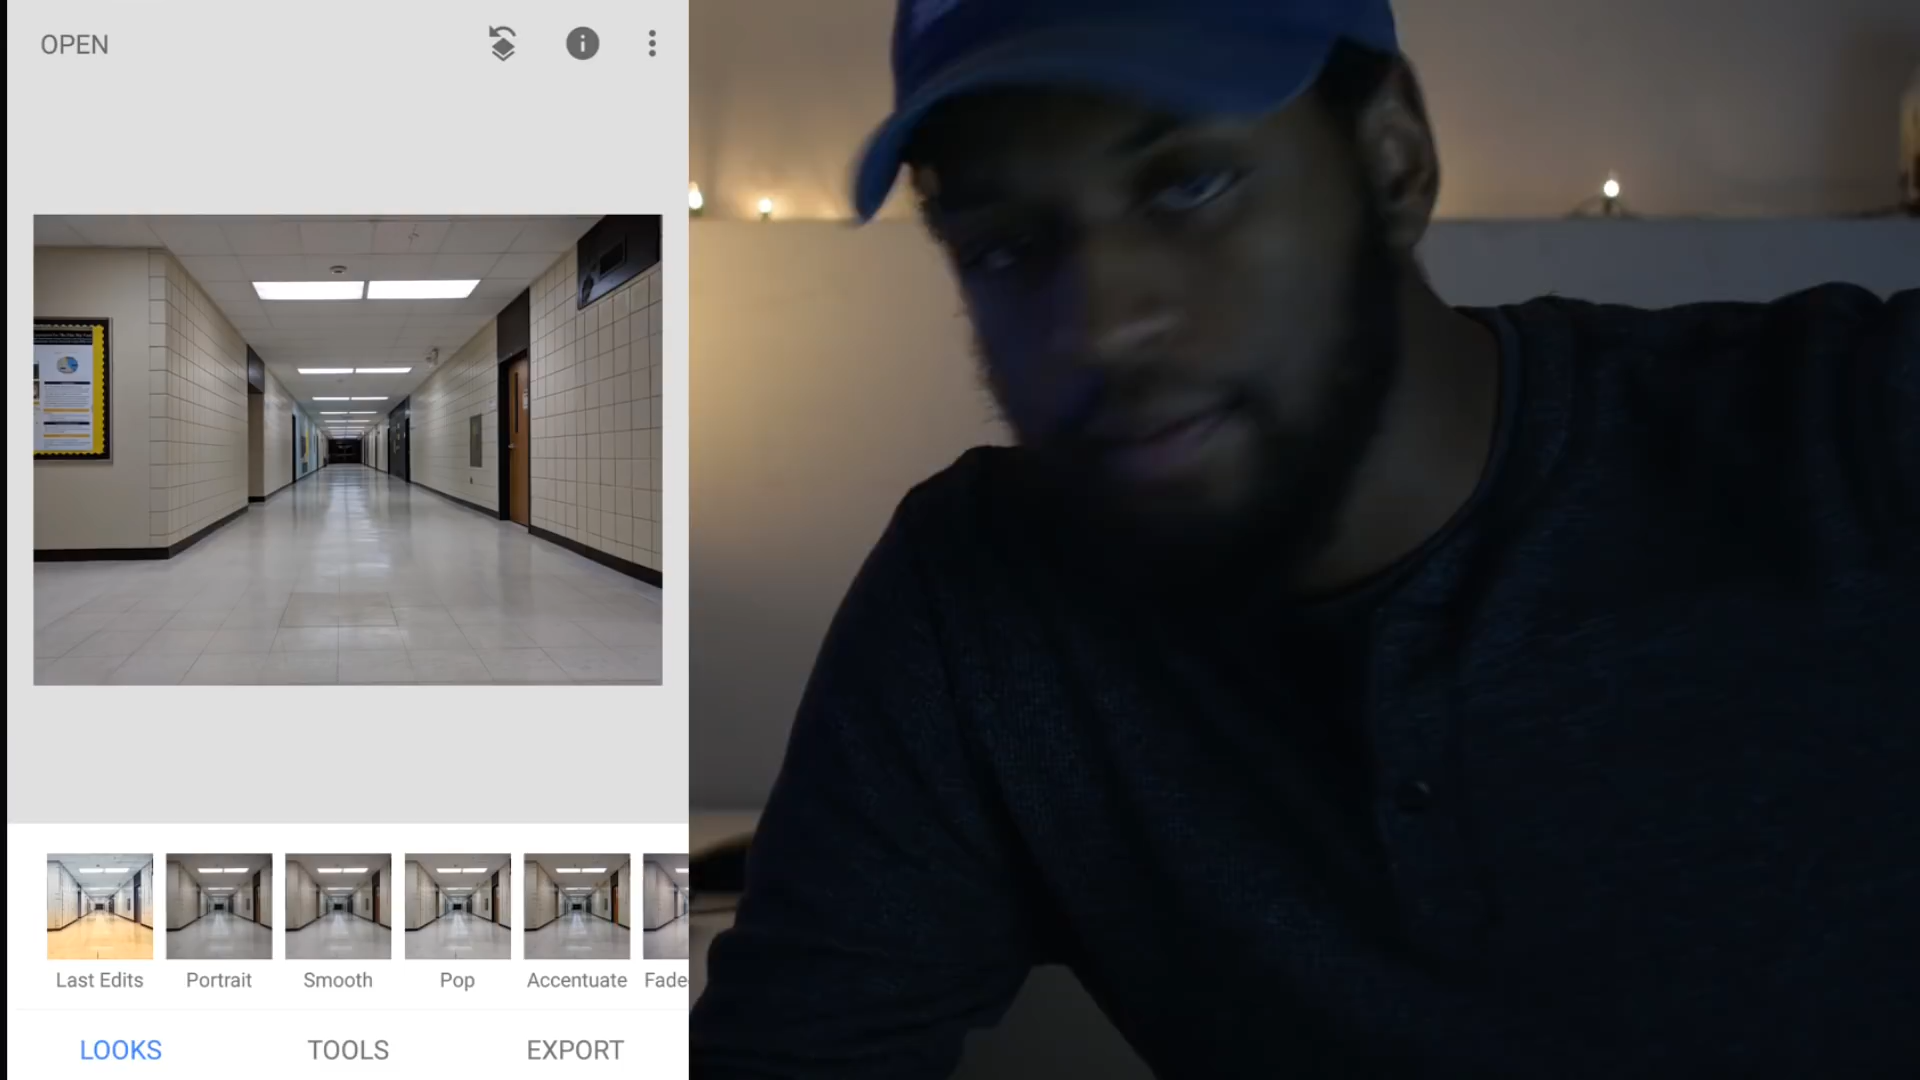 OPEN
Last Edits
Portrait
Smooth
Pop
Accentuate
Fade
LOOKS
TOOLS
EXPORT